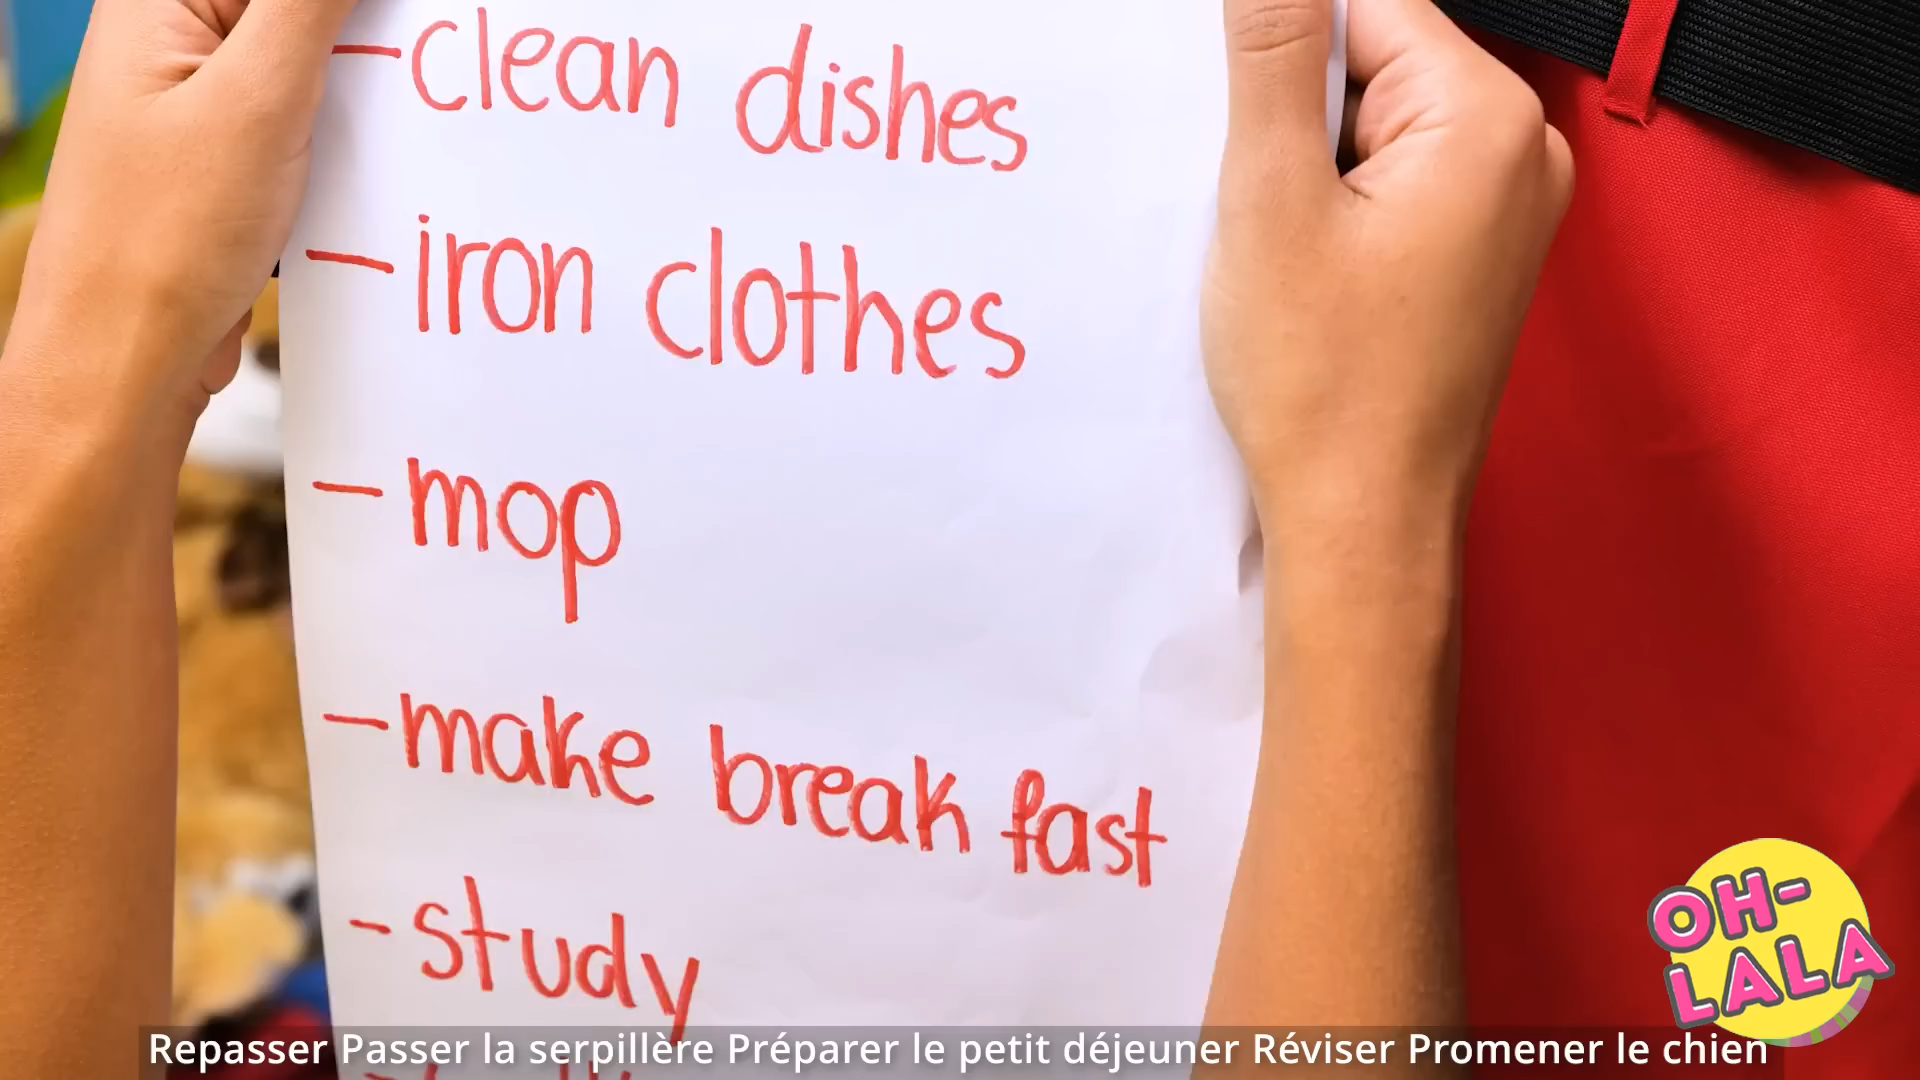 - clean dishes
- iron clothes
- mop
- make break fast
- study
OH-
LALA
Repasser Passer la serpillère Préparer le petit déjeuner Réviser Promener le chien